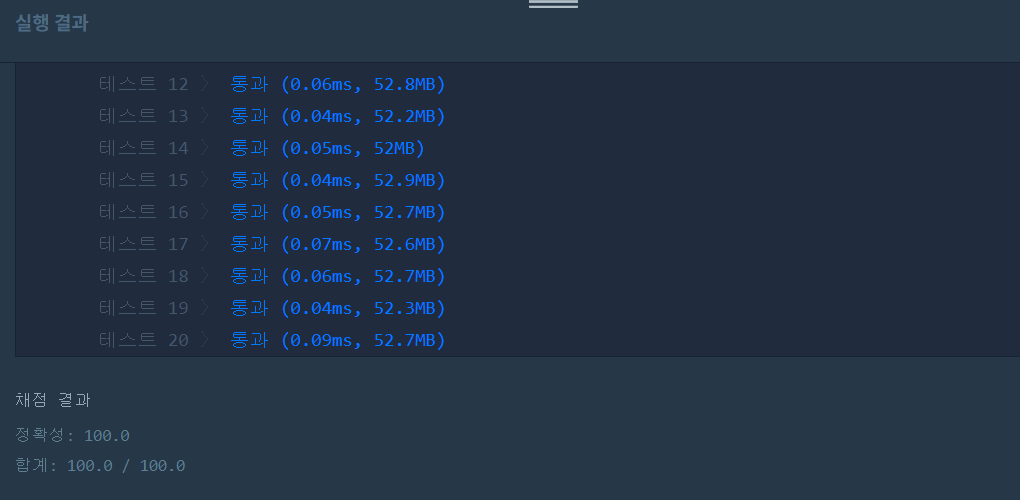 실행 결과
테스트 12 〉 통과 (0.06ms, 52.8MB)
테스트 13 〉 통과 (0.04ms, 52.2MB)
테스트 14 〉 통과 (0.05ms, 52MB)
테스트 15 〉 통과 (0.04ms, 52.9MB)
테스트 16 〉 통과 (0.05ms, 52.7MB)
테스트 17 〉 통과 (0.07ms, 52.6MB)
테스트 18 〉 통과 (0.06ms, 52.7MB)
테스트 19 〉 통과 (0.04ms, 52.3MB)
테스트 20 〉 통과 (0.09ms, 52.7MB)
채점 결과
정확성: 100.0
합계: 100.0 / 100.0